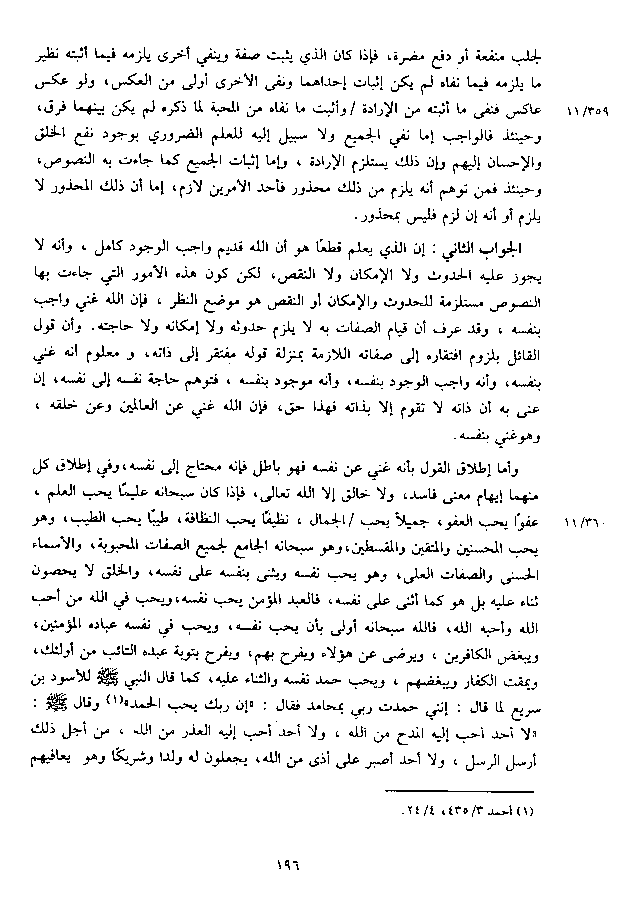 لجلب منفعة أو دفع مضرة، فإذا كان الذي يثبت صفة وينفي أخرى يلزمه فيما أثبته نظير
ما يلزمه فيما نفاه لم يكن إثبات إحداهما ونفى الأخرى أولى من العكس، ولو عكس
عاكس فنفى ما أثبته من الإرادة /وأثبت ما نفاه من المحبة لما ذكره لم يكن بينهما فرق، ١١/٣٥٩
وحينئذ فالواجب إما نفي الجميع ولا سبيل إليه للعلم الضروري بوجود نفع الخلق
والإحسان إليهم وإن ذلك يستلزم الإرادة ، وإما إثبات الجميع كما جاءت به النصوص،
وحينئذ فمن توهم أنه يلزم من ذلك محذور فأحد الأمرين لازم، إما أن ذلك المحذور لا
يلزم أو أنه إن لزم فليس بمحذور.
الجواب الثاني : إن الذي يعلم قطعًا هو أن الله قديم واجب الوجود كامل ، وأنه لا
يجوز عليه الحدوث ولا الإمكان ولا النقص، لكن كون هذه الأمور التي جاءت بها
النصوص مستلزمة للحدوث والإمكان أو النقص هو موضع النظر ، فإن الله غني واجب
بنفسه ، وقد عرف أن قيام الصفات به لا يلزم حدوثه ولا إمكانه ولا حاجته. وأن قول
القائل بلزوم افتقاره إلى صفاته اللازمة بمنزلة قوله مفتقر إلى ذاته، و معلوم أنه غني
بنفسه، وأنه واجب الوجود بنفسه، وأنه موجود بنفسه ، فتوهم حاجة نفسه إلى نفسه، إن
عنى به أن ذاته لا تقوم إلا بذاته فهذا حق، فإن الله غني عن العالمين وعن خلقه ،
وهو غني بنفسه.
وأما إطلاق القول بأنه غني عن نفسه فهو باطل فإنه محتاج إلى نفسه، وفي إطلاق كل
منهما إيهام معنى فاسد، ولا خالق إلا الله تعالى، فإذا كان سبحانه عليمًا يحب العلم ،
عفوًا يحب العفو، جميلاً يحب /الجمال ، نظيفًا يحب النظافة، طيبًا يحب الطيب، وهو ١١/٣٦٠
يحب المحسنين والمتقين والمقسطين، وهو سبحانه الجامع لجميع الصفات المحبوبة، والأسماء
الحسنى والصفات العلى، وهو يحب نفسه ويثنى بنفسه على نفسه، والخلق لا يحصون
ثناء عليه بل هو كما أثنى على نفسه، فالعبد المؤمن يحب نفسه، ويحب في الله من أحب
الله وأحبه الله، فالله سبحانه أولى بأن يحب نفسه، ويحب في نفسه عباده المؤمنين،
ويبغض الكافرين ، ويرضى عن هؤلاء ويفرح بهم، ويفرح بتوبة عبده التائب من أولئك،
ويمقت الكفار ويبغضهم ، ويحب حمد نفسه والثناء عليه، كما قال النبي ﷺ للأسود بن
سريع لما قال : إنني حمدت ربي بمحامد فقال : «إن ربك يحب الحمد»(١) وقال ﷺ :
«لا أحد أحب إليه المدح من الله ، ولا أحد أحب إليه العذر من الله ، من أجل ذلك
أرسل الرسل ، ولا أحد أصبر على أذى من الله، يجعلون له ولدا وشريكًا وهو يعافيهم
(١) أحمد ٤٣٥/٣، ٢٤/٤.
١٩٦